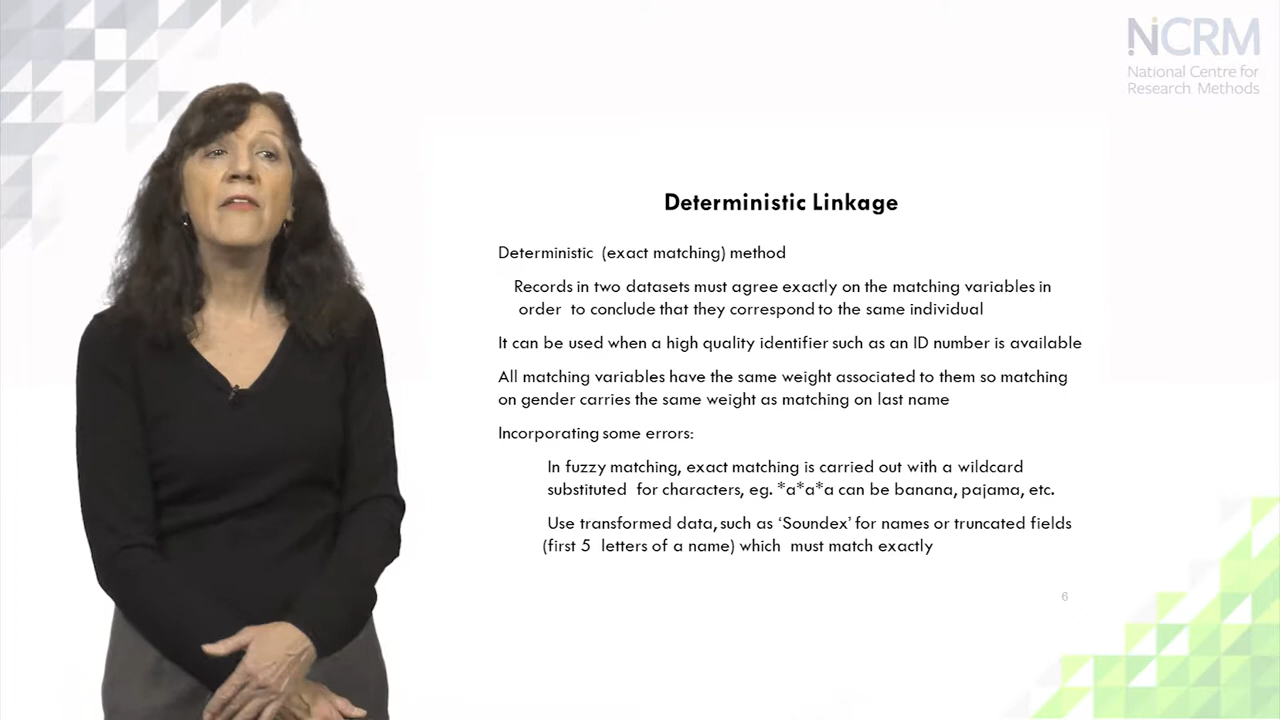 NCRM
National Centre for
Research Methods
Deterministic Linkage
Deterministic (exact matching) method
Records in two datasets must agree exactly on the matching variables in
order to conclude that they correspond to the same individual
It can be used when a high quality identifier such as an ID number is available
All matching variables have the same weight associated to them so matching
on gender carries the same weight as matching on last name
Incorporating some errors:
In fuzzy matching, exact matching is carried out with a wildcard
substituted for characters, eg. *a*a*a can be banana, pajama, etc.
Use transformed data, such as ‘Soundex’ for names or truncated fields
(first 5 letters of a name) which must match exactly
6